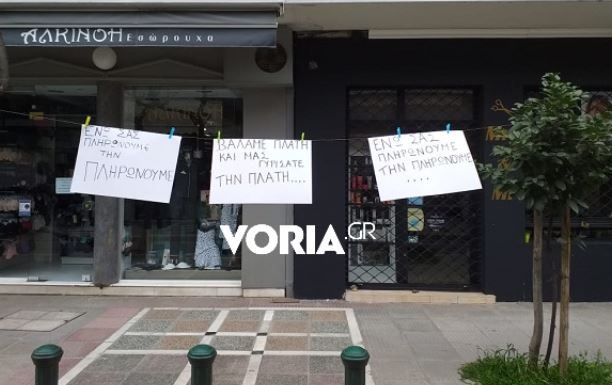 ΑΛΚΙΝΟΗ Εσώρουχα
ΕΝΩ ΣΑΣ
ΠΛΗΡΩΝΟΥΜΕ
ΤΗΝ
ΠΛΗΡΩΝΟΥΜΕ
ΒΑΛΑΜΕ ΠΛΑΤΗ
ΚΑΙ ΜΑΣ
ΓΥΡΙΣΑΤΕ
ΤΗΝ ΠΛΑΤΗ....
ΕΝΩ ΣΑΣ
ΠΛΗΡΩΝΟΥΜΕ
ΤΗΝ ΠΛΗΡΩΝΟΥΜΕ
....
VORIA.GR